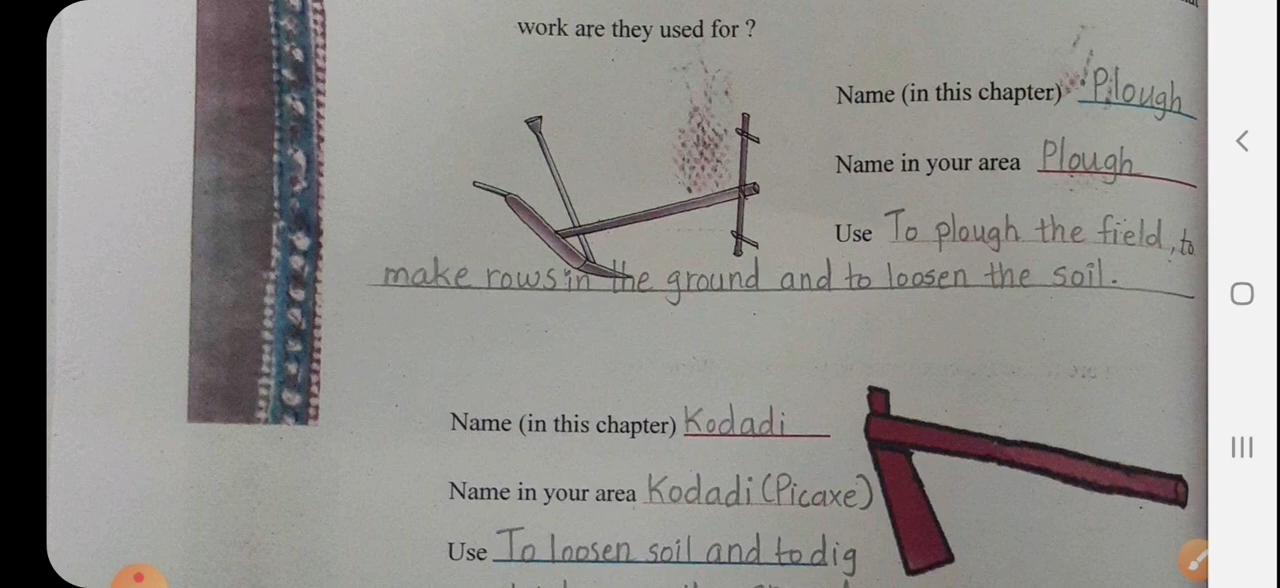 work are they used for ?
Name (in this chapter) Plough
Name in your area Plough
Use To plough the field, to
make rows in the ground and to loosen the soil.
Name (in this chapter) Kodadi
Name in your area Kodadi (Picaxe)
Use To loosen soil and to dig